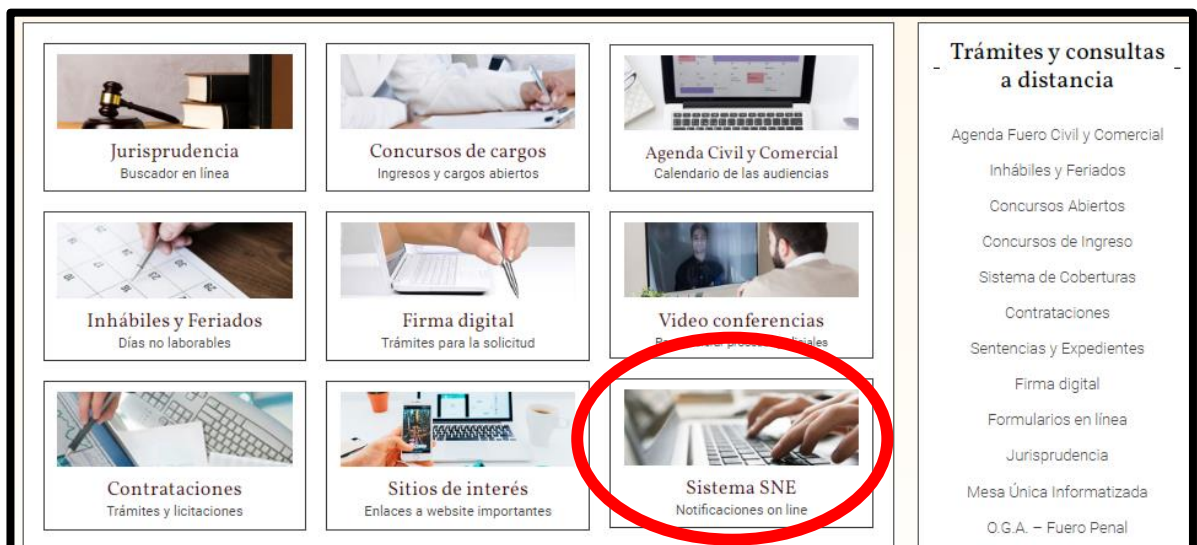 Jurisprudencia
Buscador en línea
Concursos de cargos
Ingresos y cargos abiertos
Agenda Civil y Comercial
Calendario de las audiencias
Inhábiles y Feriados
Días no laborables
Firma digital
Trámites para la solicitud
Video conferencias
Contrataciones
Trámites y licitaciones
Sitios de interés
Enlaces a website importantes
Sistema SNE
Notificaciones on line
Trámites y consultas
a distancia
Agenda Fuero Civil y Comercial
Inhábiles y Feriados
Concursos Abiertos
Concursos de Ingreso
Sistema de Coberturas
Contrataciones
Sentencias y Expedientes
Firma digital
Formularios en línea
Jurisprudencia
Mesa Única Informatizada
O.G.A. – Fuero Penal